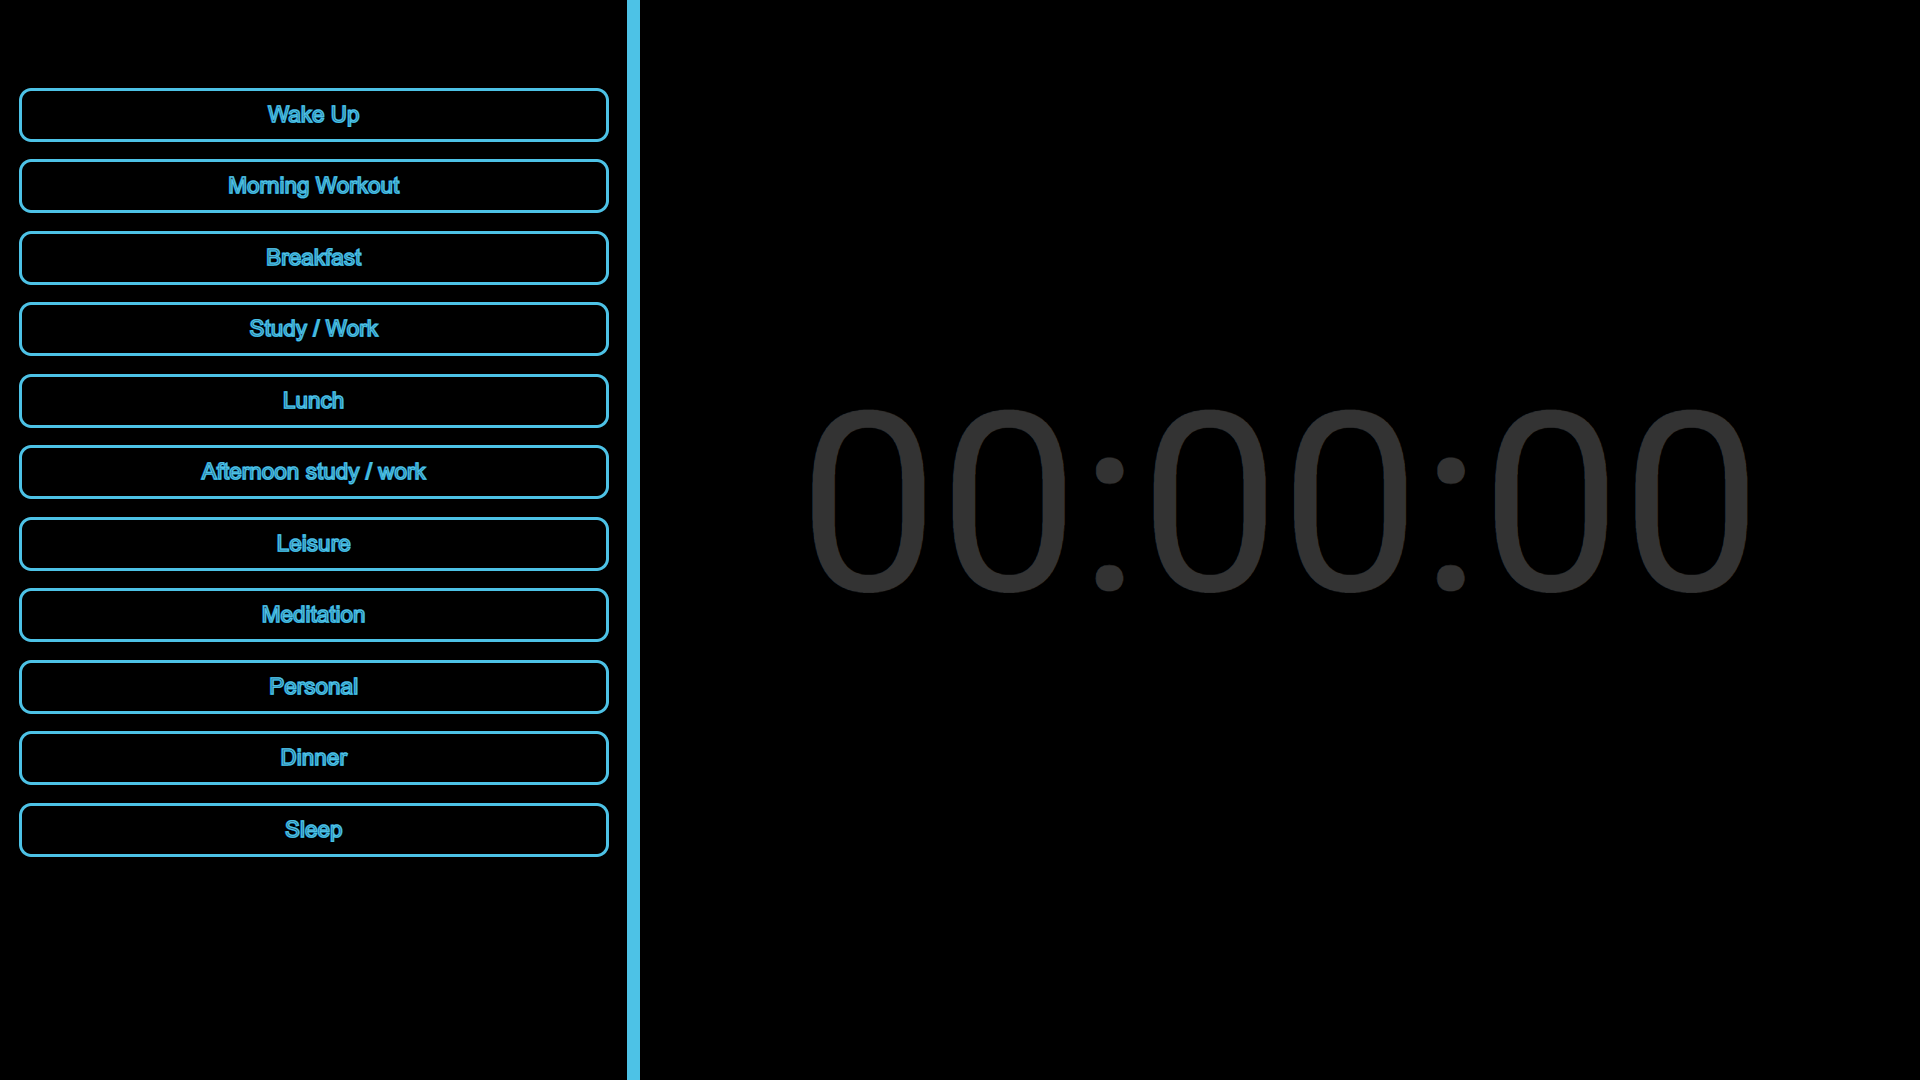 Wake Up
Morning Workout
Breakfast
Study / Work
Lunch
Afternoon study / work
Leisure
Meditation
Personal
Dinner
Sleep
00:00:00